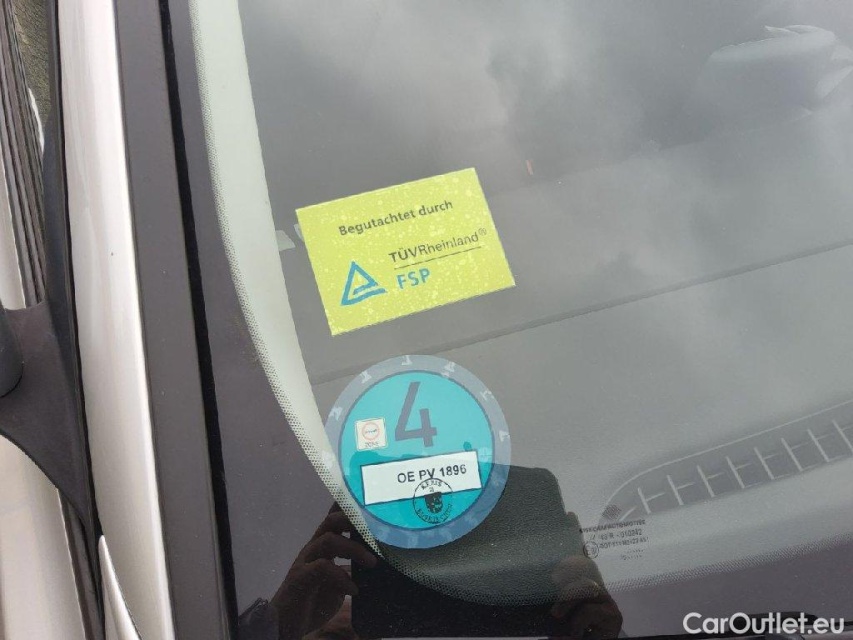 Begutachtet durch
TÜVRheinland®
FSP
4
OE PV 1896
CarOutlet.eu